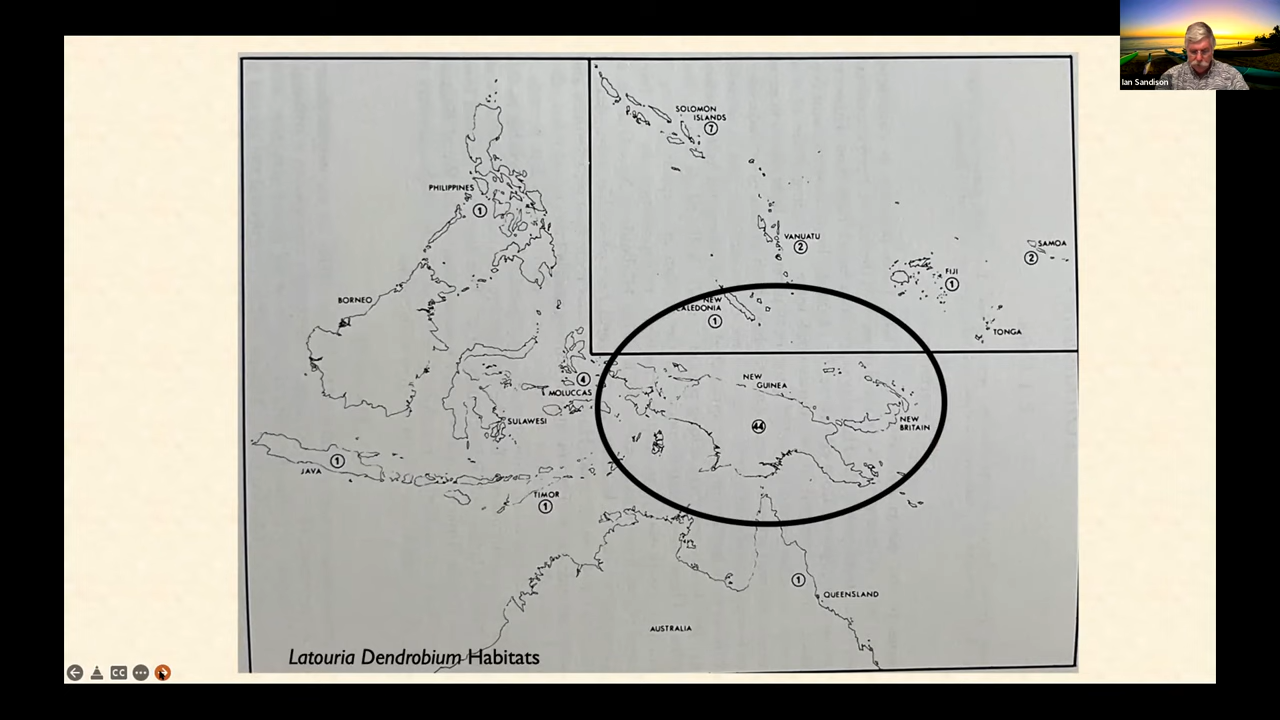 Ian Sandison
SOLOMON
ISLANDS
7
PHILIPPINES
1
VANUATU
2
SAMOA
2
FIJI
1
BORNEO
NEW
CALEDONIA
1
TONGA
4
MOLUCCAS
NEW
GUINEA
44
NEW
BRITAIN
SULAWESI
JAVA
1
TIMOR
1
1
QUEENSLAND
AUSTRALIA
Latouria Dendrobium Habitats
CC